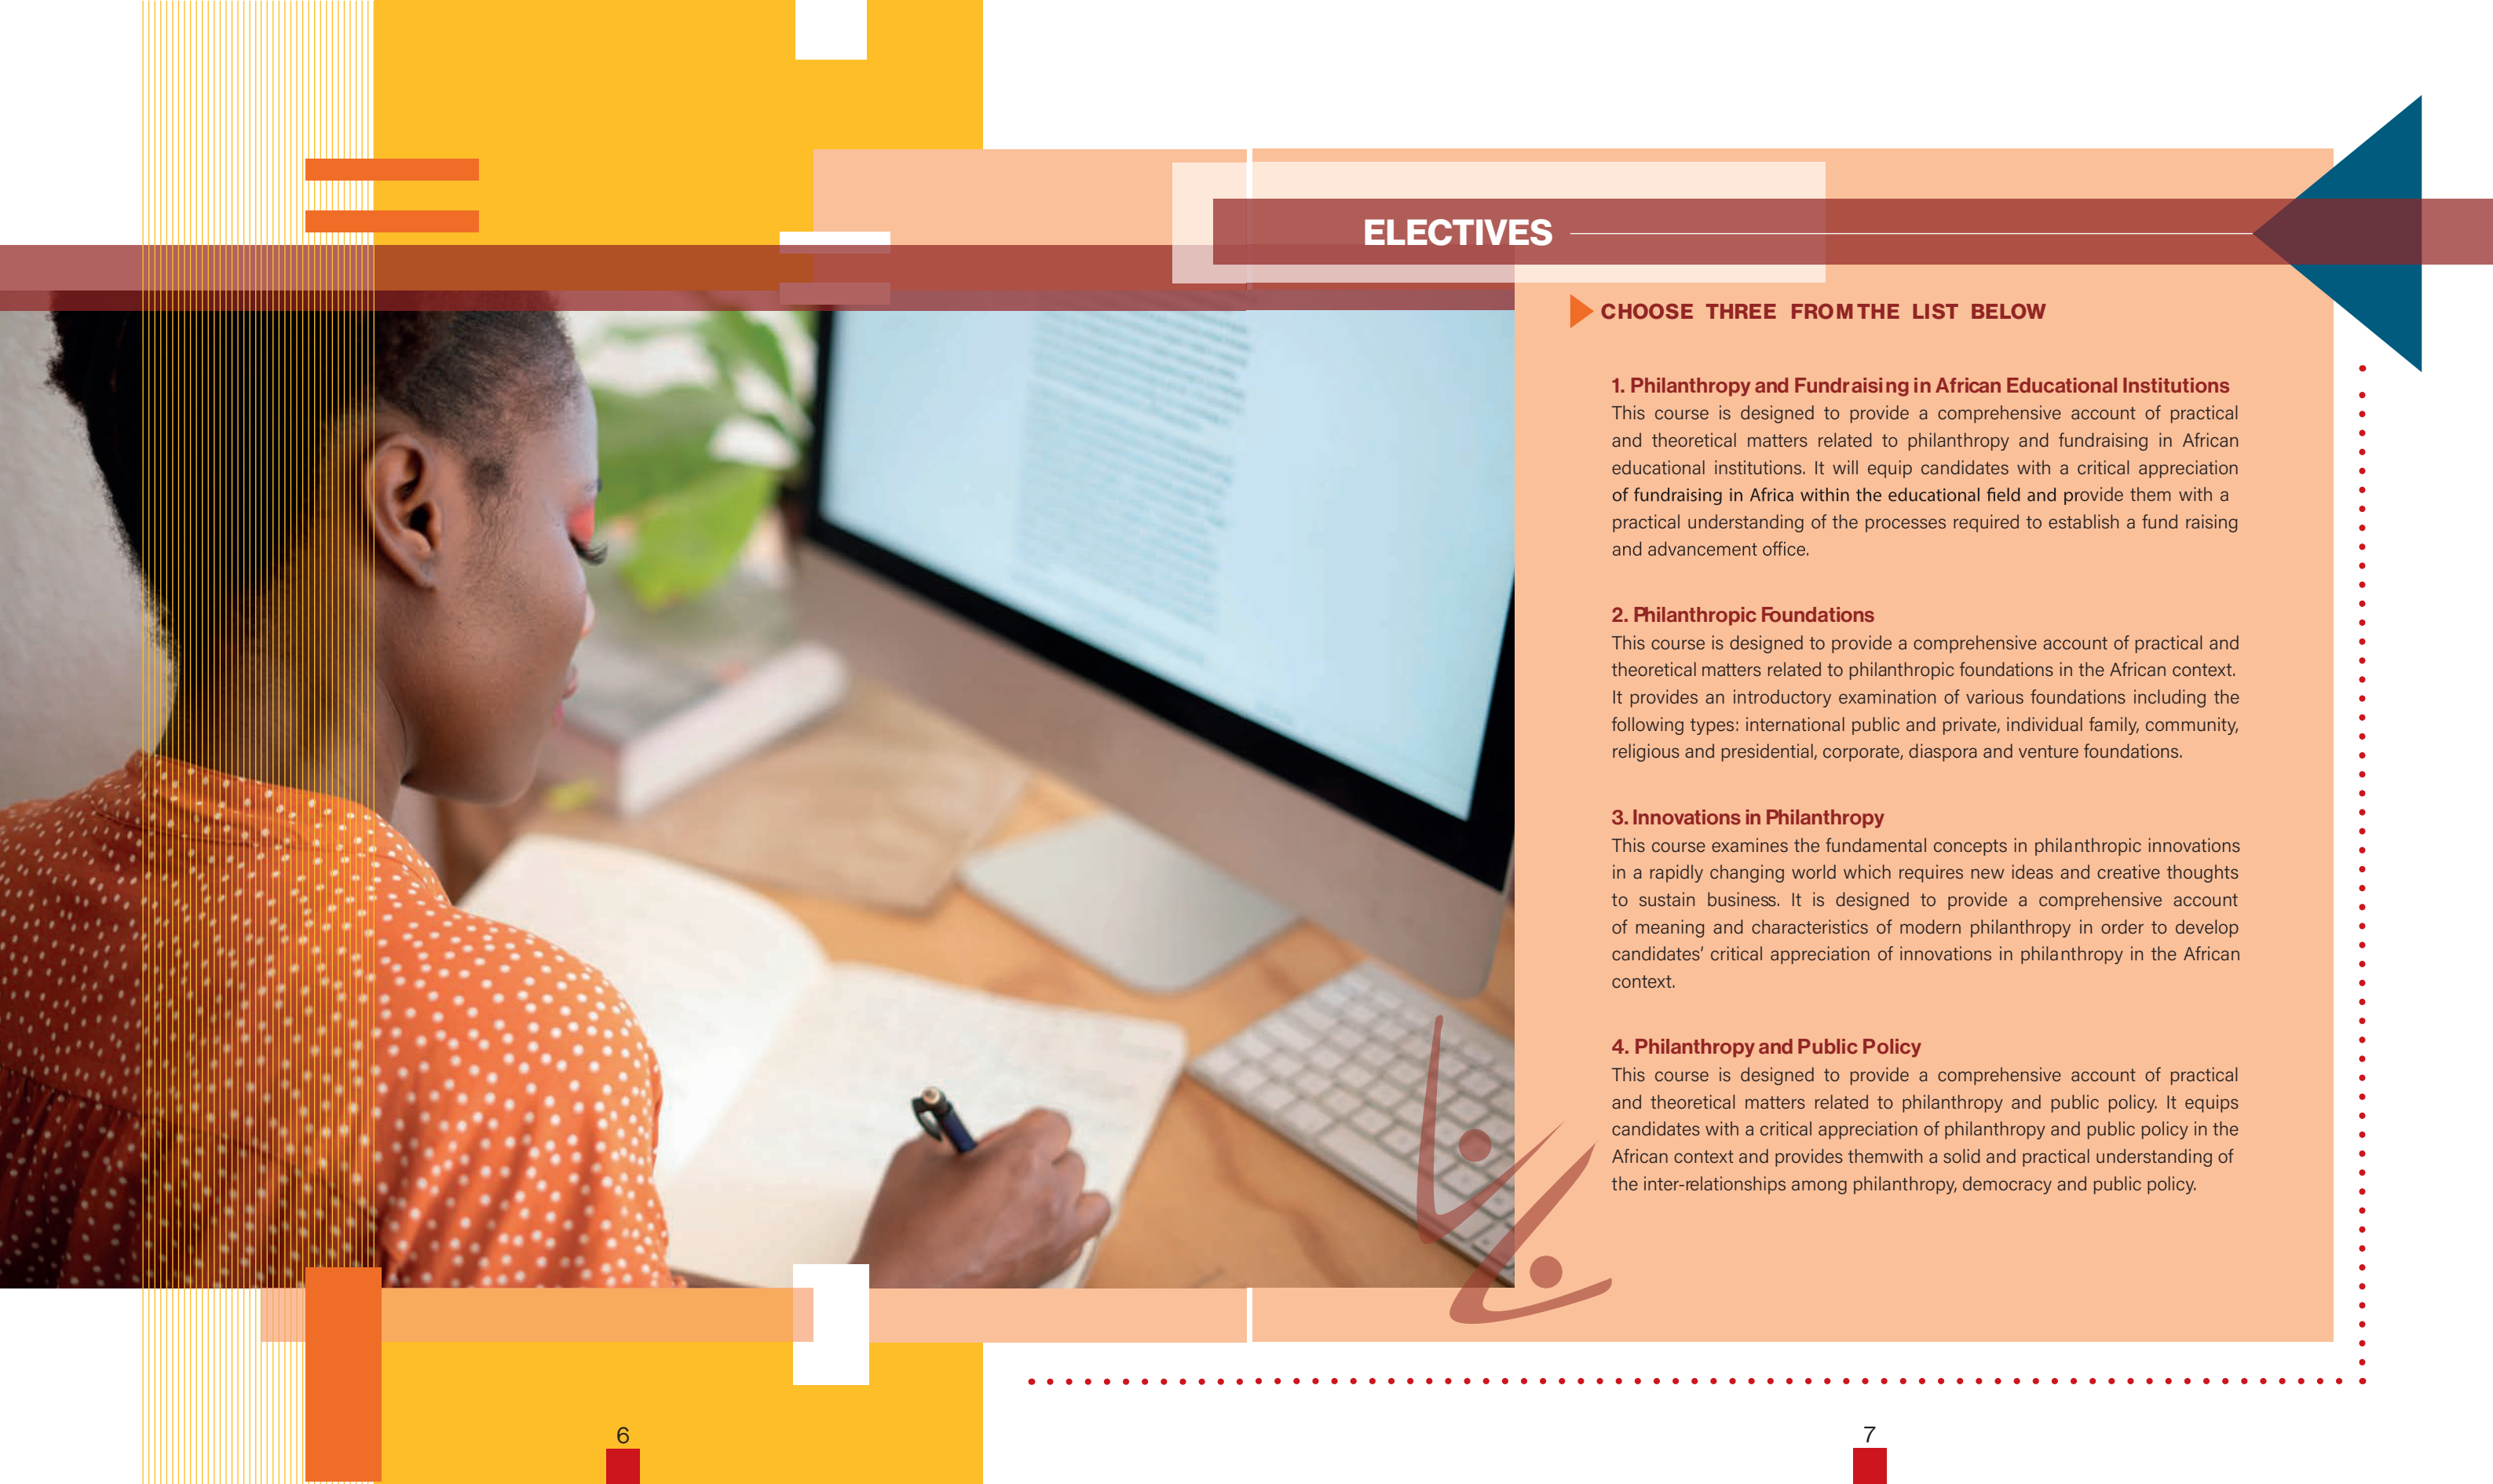 ELECTIVES
CHOOSE THREE FROM THE LIST BELOW
1. Philanthropy and Fundraising in African Educational Institutions
This course is designed to provide a comprehensive account of practical
and theoretical matters related to philanthropy and fundraising in African
educational institutions. It will equip candidates with a critical appreciation
of fundraising in Africa within the educational field and provide them with a
practical understanding of the processes required to establish a fund raising
and advancement office.
2. Philanthropic Foundations
This course is designed to provide a comprehensive account of practical and
theoretical matters related to philanthropic foundations in the African context.
It provides an introductory examination of various foundations including the
following types: international public and private, individual family, community,
religious and presidential, corporate, diaspora and venture foundations.
3. Innovations in Philanthropy
This course examines the fundamental concepts in philanthropic innovations
in a rapidly changing world which requires new ideas and creative thoughts
to sustain business. It is designed to provide a comprehensive account
of meaning and characteristics of modern philanthropy in order to develop
candidates' critical appreciation of innovations in philanthropy in the African
context.
4. Philanthropy and Public Policy
This course is designed to provide a comprehensive account of practical
and theoretical matters related to philanthropy and public policy. It equips
candidates with a critical appreciation of philanthropy and public policy in the
African context and provides themwith a solid and practical understanding of
the inter-relationships among philanthropy, democracy and public policy.
6
7